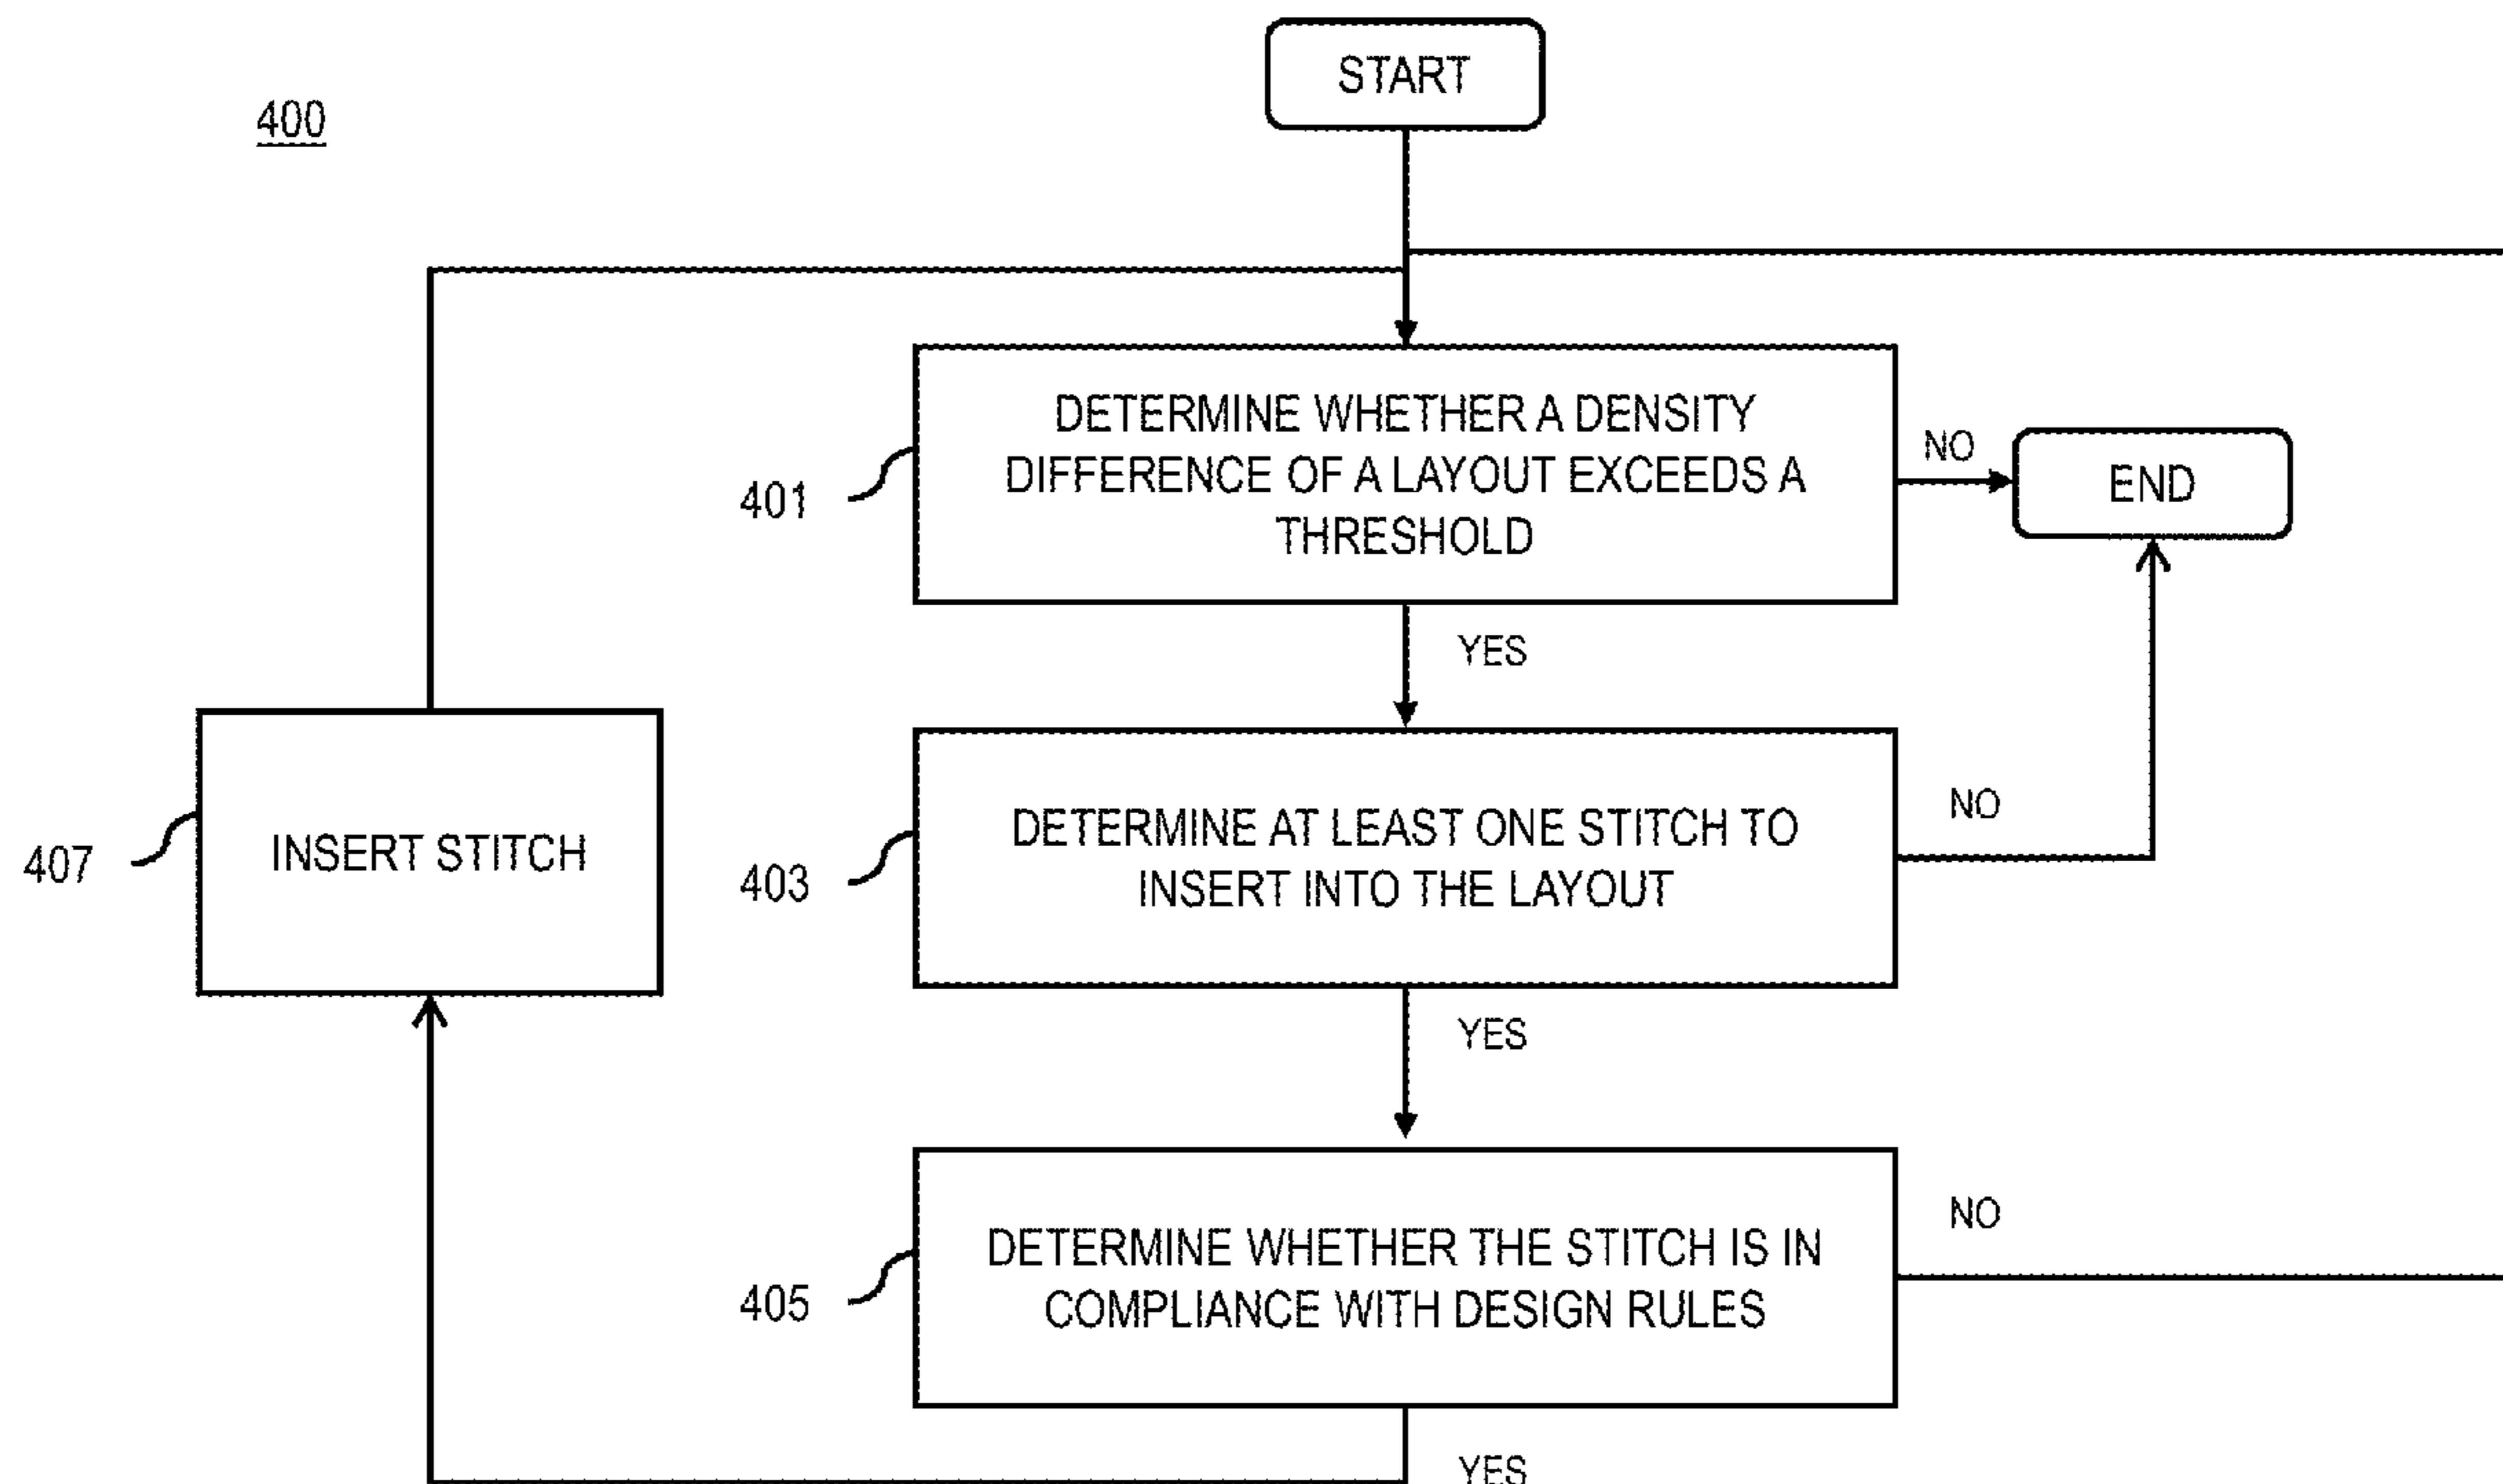 START
400
DETERMINE WHETHER A DENSITY
DIFFERENCE OF A LAYOUT EXCEEDS A
THRESHOLD
401
NO
END
YES
DETERMINE AT LEAST ONE STITCH TO
INSERT INTO THE LAYOUT
403
NO
INSERT STITCH
407
YES
DETERMINE WHETHER THE STITCH IS IN
COMPLIANCE WITH DESIGN RULES
405
NO
YES